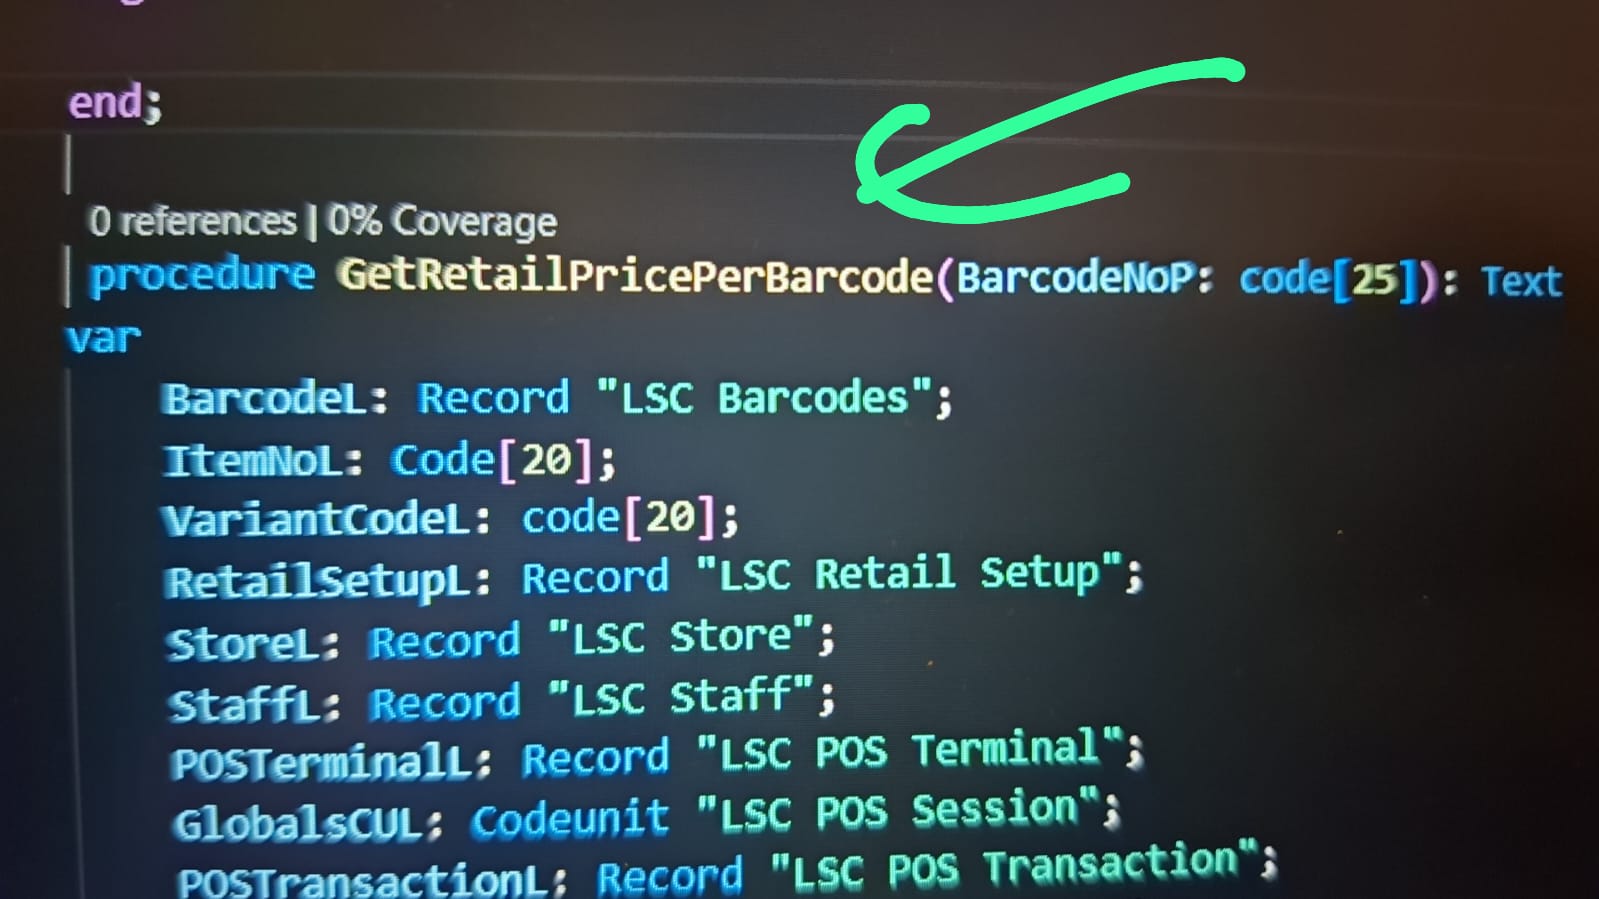 end;
0 references | 0% Coverage
procedure GetRetailPricePerBarcode(BarcodeNoP: code[25]): Text
var
BarcodeL: Record "LSC Barcodes";
ItemNoL: Code[20];
VariantCodeL: code[20];
RetailSetupL: Record "LSC Retail Setup";
StoreL: Record "LSC Store";
StaffL: Record "LSC Staff";
POSTerminalL: Record "LSC POS Terminal";
GlobalsCUL: Codeunit "LSC POS Session";
POSTransactionL: Record "LSC POS Transaction";